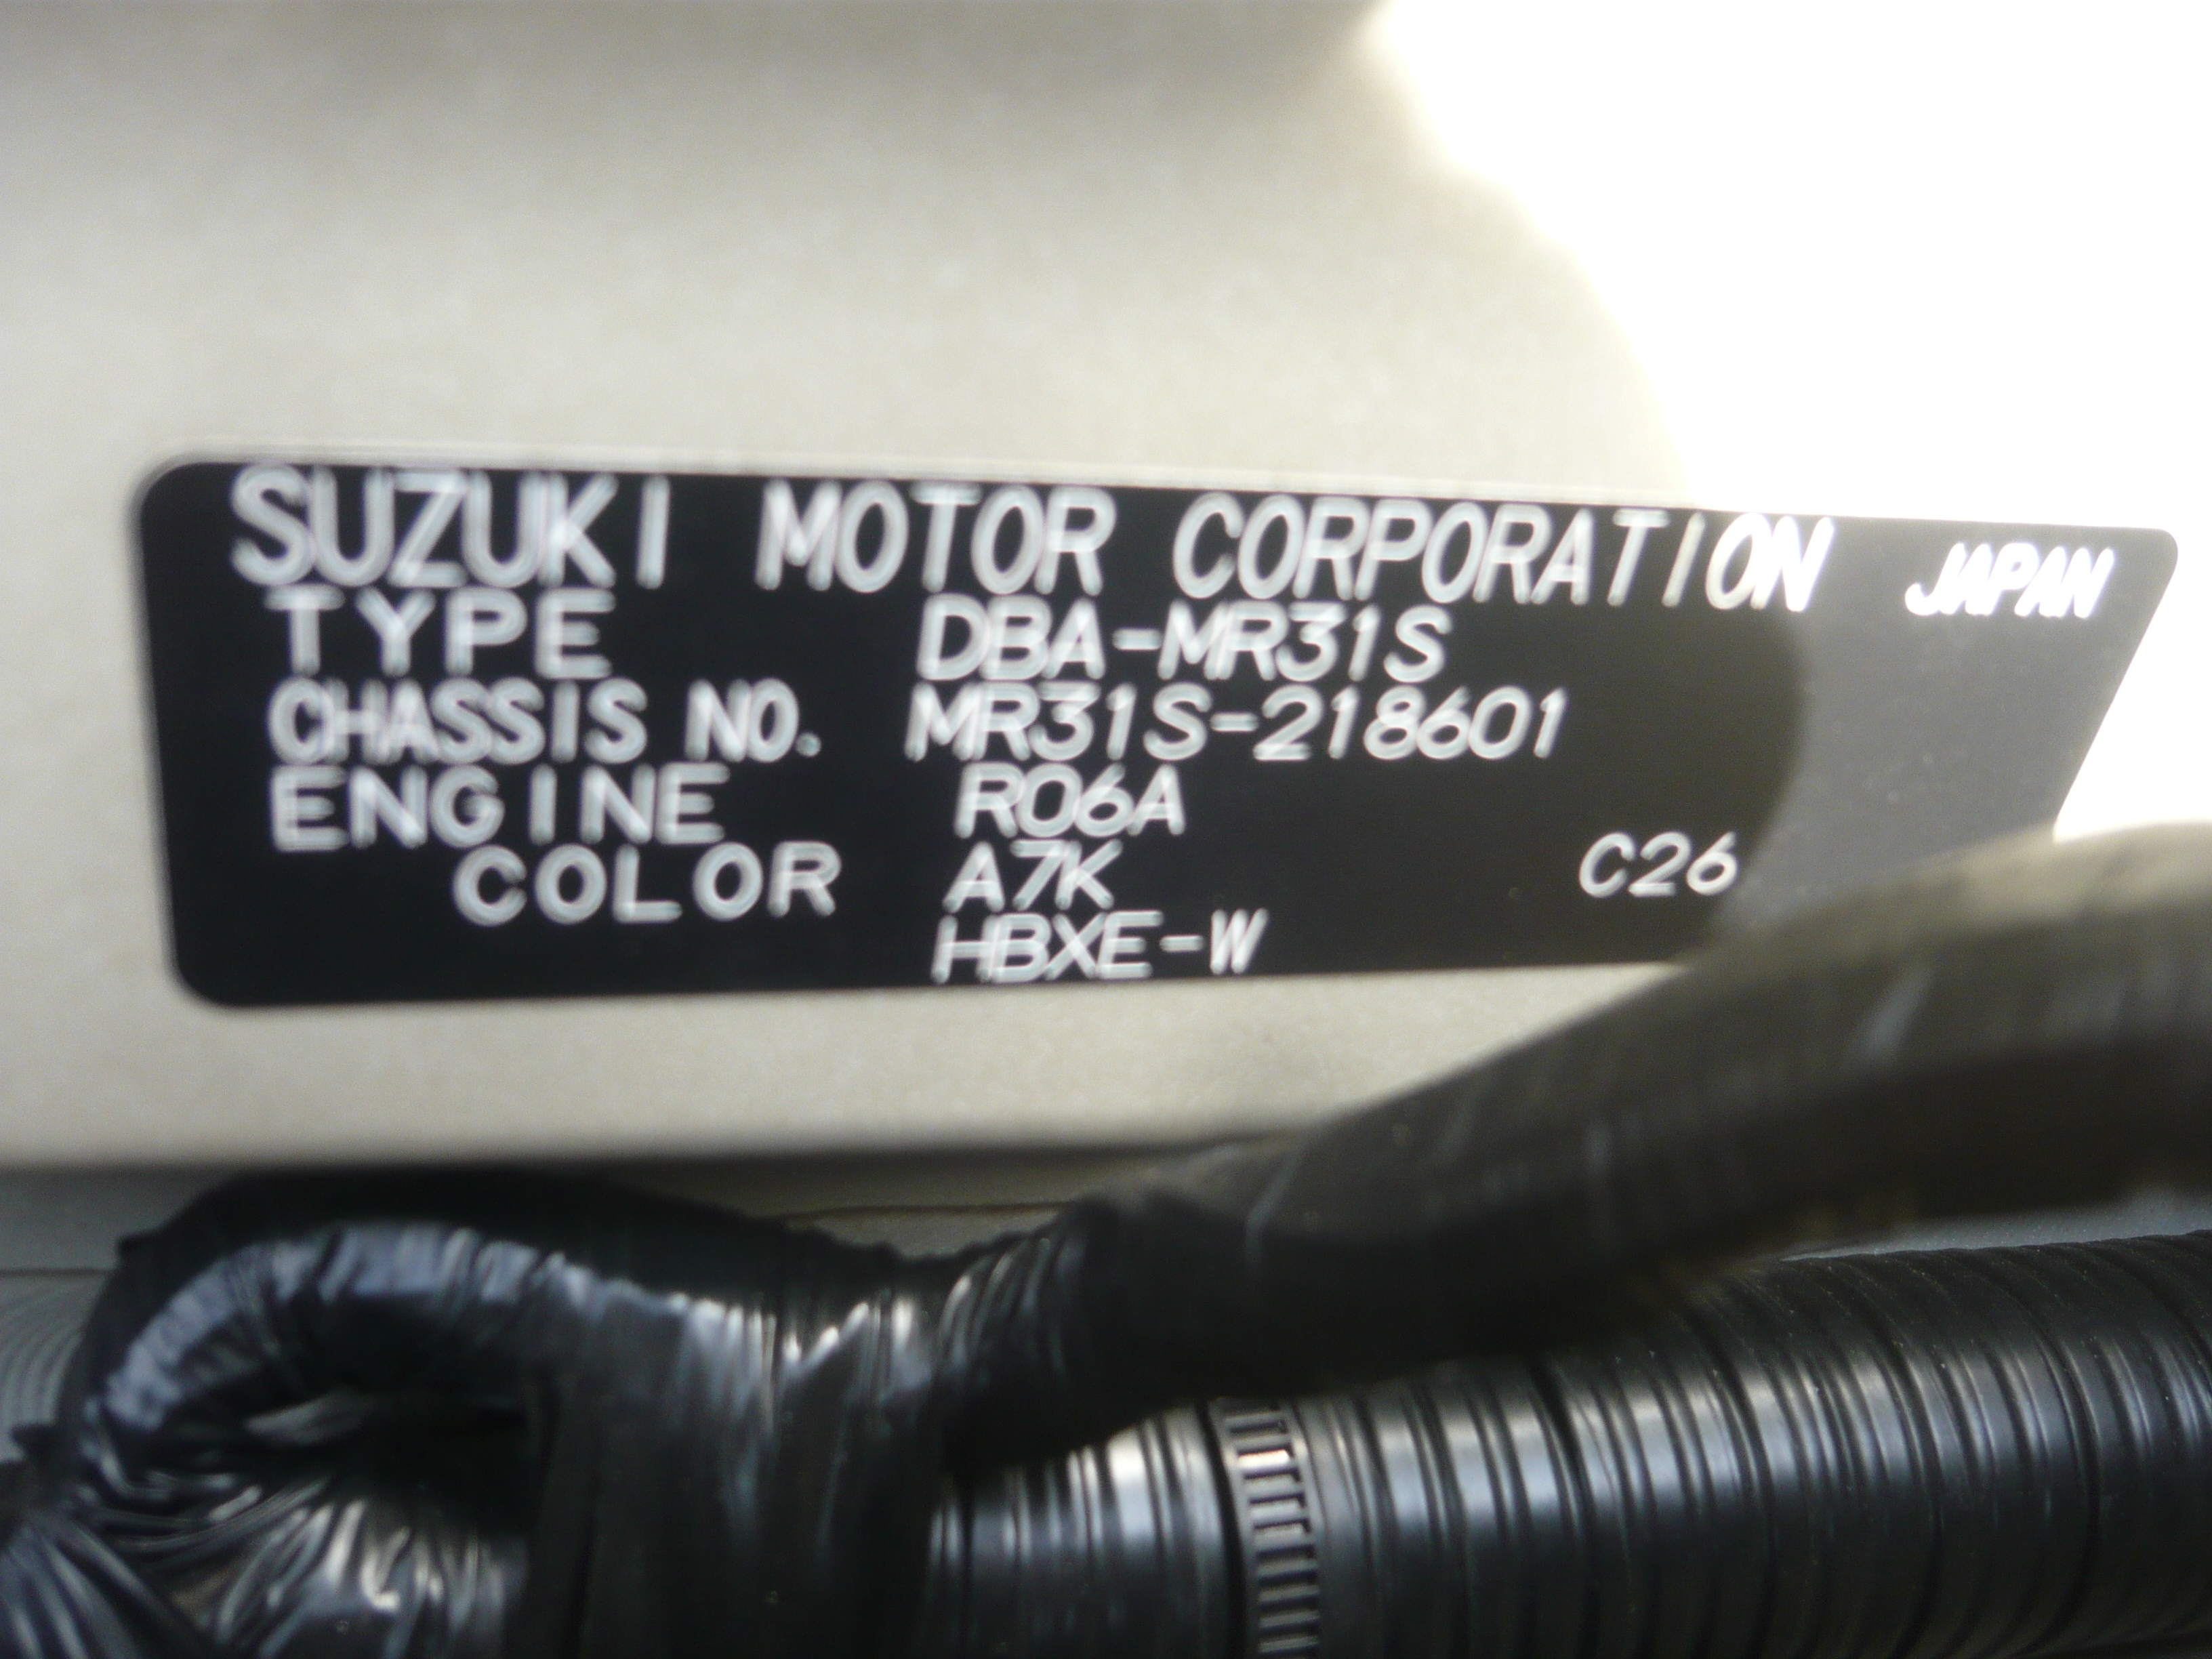 SUZUKI MOTOR CORPORATION JAPAN
TYPE DBA-MR31S
CHASSIS NO. MR31S-218601
ENGINE R06A
COLOR A7K C26
HBXE-W